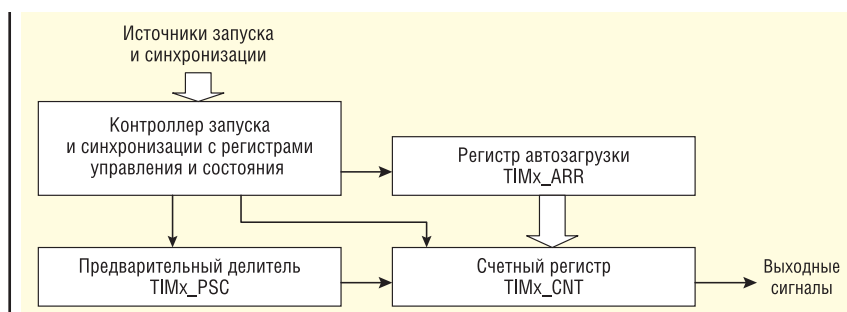 Источники запуска
и синхронизации
Контроллер запуска
и синхронизации с регистрами
управления и состояния
Регистр автозагрузки
TIMx_ARR
Предварительный делитель
TIMx_PSC
Счетный регистр
TIMx_CNT
Выходные
сигналы